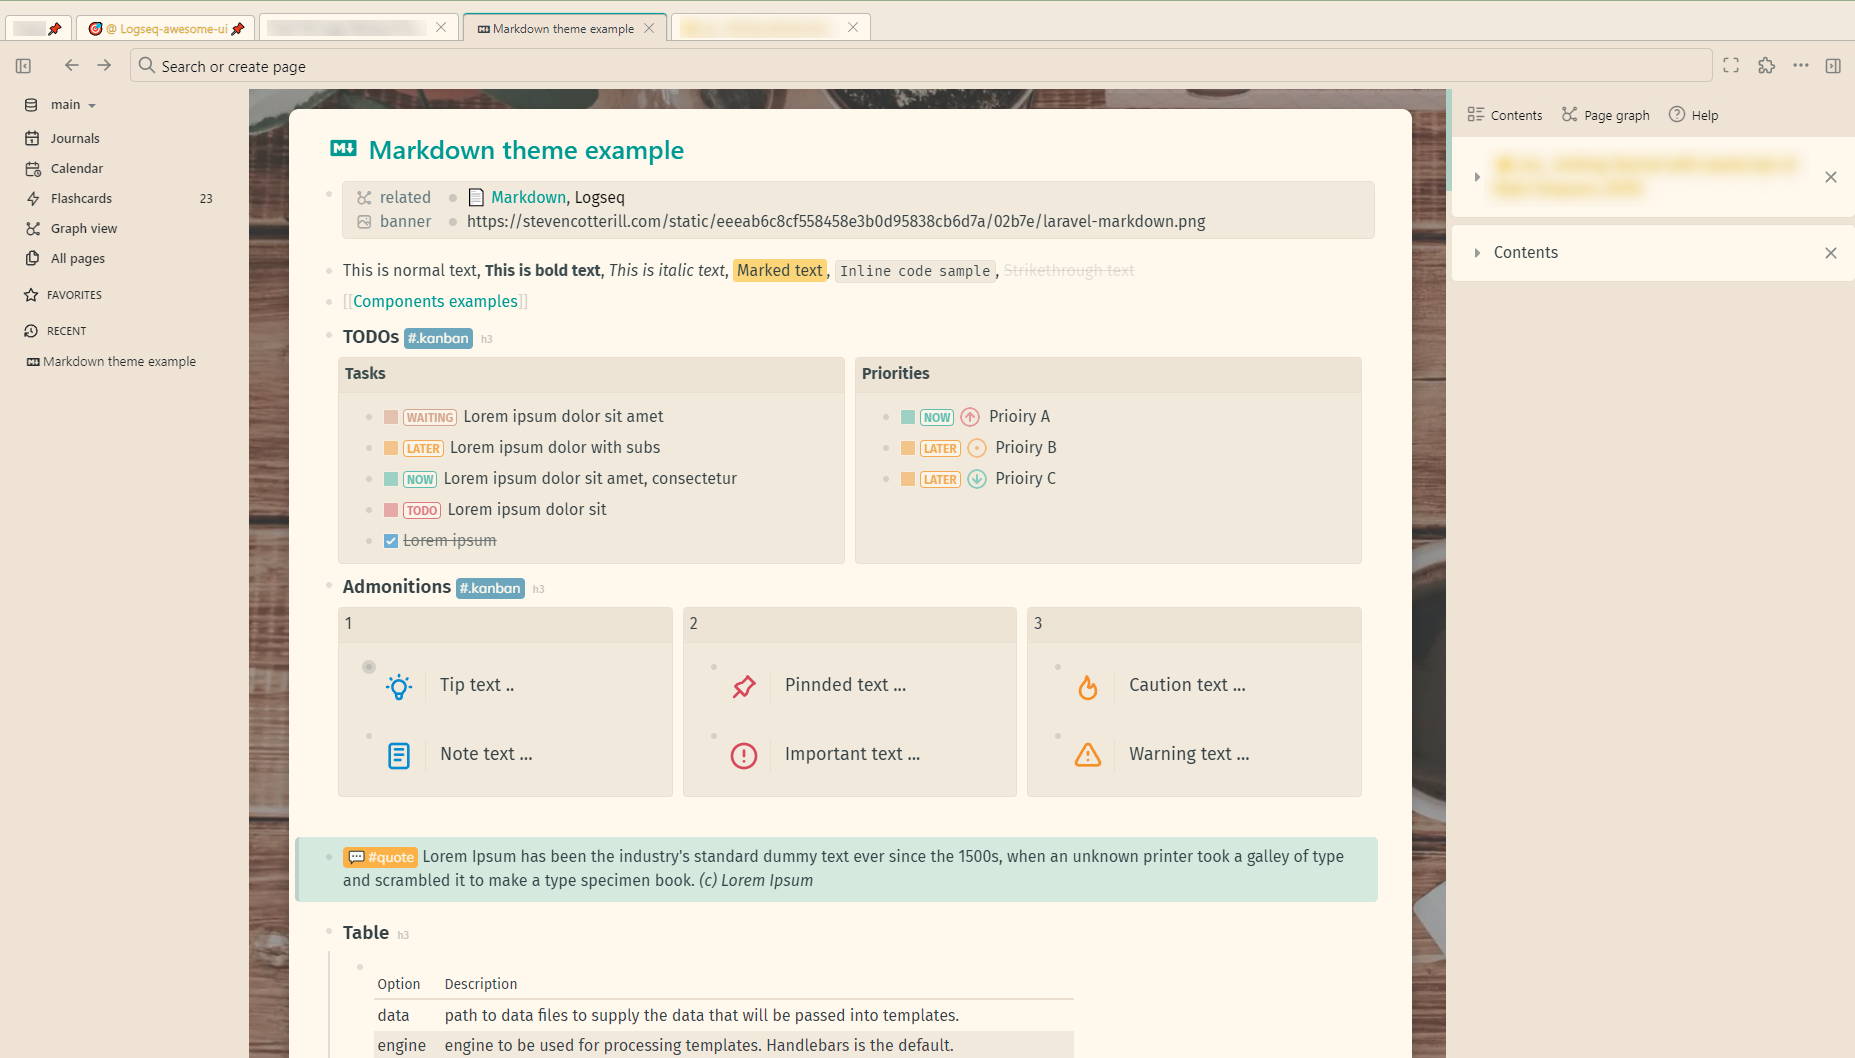 @ Logseq-awesome-ui
Markdown theme example
Search or create page
main
Journals
Calendar
Flashcards 23
Graph view
All pages
FAVORITES
RECENT
Markdown theme example
Markdown theme example
related Markdown, Logseq
banner https://stevencotterill.com/static/eeeab6c8cf558458e3b0d95838cb6d7a/02b7e/laravel-markdown.png
This is normal text, This is bold text, This is italic text, Marked text, Inline code sample, Strikethrough text
[[Components examples]]
TODOs #.kanban h3
Tasks
WAITING Lorem ipsum dolor sit amet
LATER Lorem ipsum dolor with subs
NOW Lorem ipsum dolor sit amet, consectetur
TODO Lorem ipsum dolor sit
Lorem ipsum
Priorities
NOW Prioiry A
LATER Prioiry B
LATER Prioiry C
Admonitions #.kanban h3
1
Tip text ..
Note text ...
2
Pinnded text ...
Important text ...
3
Caution text ...
Warning text ...
#quote Lorem Ipsum has been the industry's standard dummy text ever since the 1500s, when an unknown printer took a galley of type
and scrambled it to make a type specimen book. (c) Lorem Ipsum
Table h3
Option Description
data path to data files to supply the data that will be passed into templates.
engine engine to be used for processing templates. Handlebars is the default.
Contents
Page graph
Help
Contents